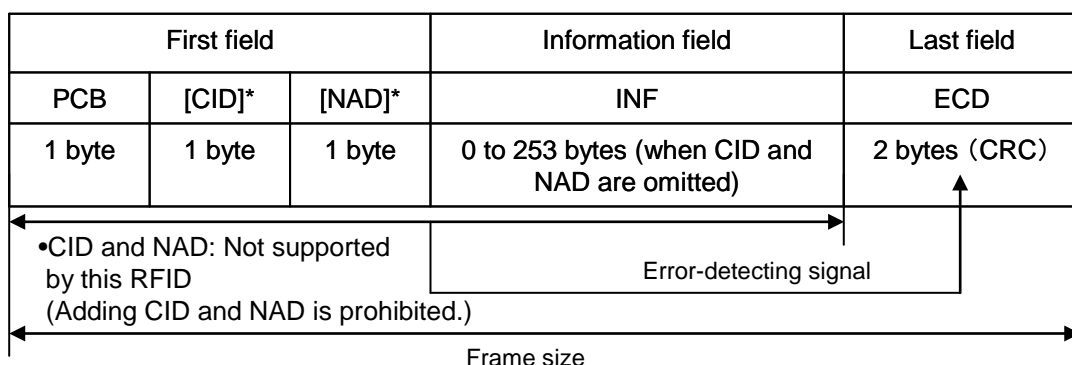 First field Information field Last field
PCB [CID]* [NAD]* INF ECD
1 byte 1 byte 1 byte 0 to 253 bytes (when CID and 2 bytes （CRC）
NAD are omitted)
•CID and NAD: Not supported
by this RFID
Error-detecting signal
(Adding CID and NAD is prohibited.)
Frame size